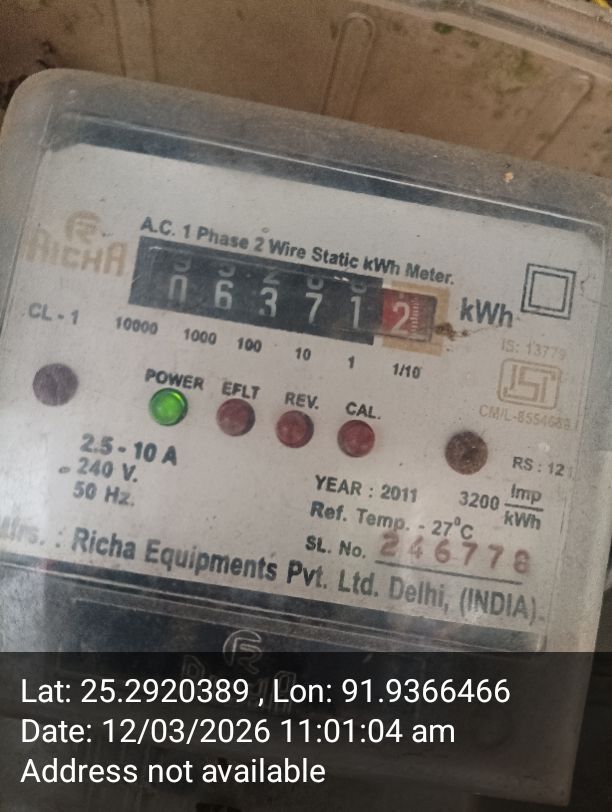 A.C. 1 Phase 2 Wire Static kWh Meter.
RICHA
0 6 3 7 1 2 kWh
CL - 1
10000 1000 100 10 1 1/10
IS: 13779
ISI
POWER EFLT REV. CAL.
2.5 - 10 A
240 V.
50 Hz.
RS : 12
YEAR : 2011 3200 Imp/kWh
Ref. Temp. - 27°C
SL. No. 246778
Mfrs. : Richa Equipments Pvt. Ltd. Delhi, (INDIA).
Lat: 25.2920389 , Lon: 91.9366466
Date: 12/03/2026 11:01:04 am
Address not available